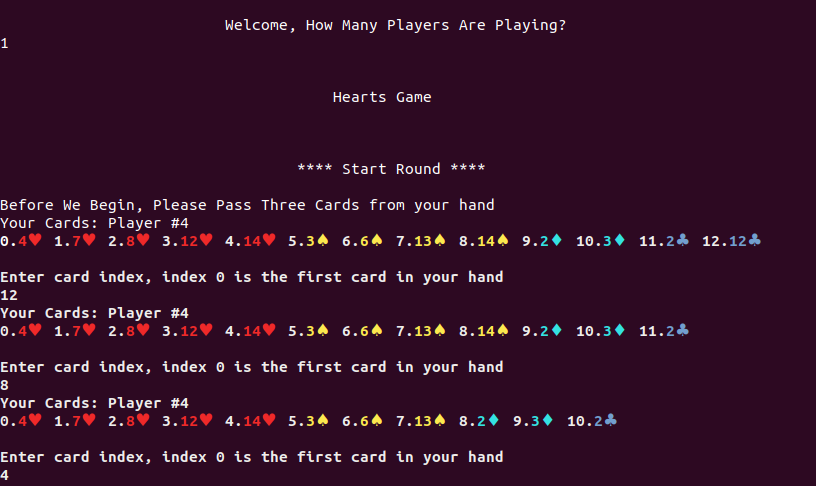 Welcome, How Many Players Are Playing?
1
Hearts Game
**** Start Round ****
Before We Begin, Please Pass Three Cards from your hand
Your Cards: Player #4
0.4♥ 1.7♥ 2.8♥ 3.12♥ 4.14♥ 5.3♠ 6.6♠ 7.13♠ 8.14♠ 9.2♦ 10.3♦ 11.2♣ 12.12♣
Enter card index, index 0 is the first card in your hand
12
Your Cards: Player #4
0.4♥ 1.7♥ 2.8♥ 3.12♥ 4.14♥ 5.3♠ 6.6♠ 7.13♠ 8.14♠ 9.2♦ 10.3♦ 11.2♣
Enter card index, index 0 is the first card in your hand
8
Your Cards: Player #4
0.4♥ 1.7♥ 2.8♥ 3.12♥ 4.14♥ 5.3♠ 6.6♠ 7.13♠ 8.2♦ 9.3♦ 10.2♣
Enter card index, index 0 is the first card in your hand
4